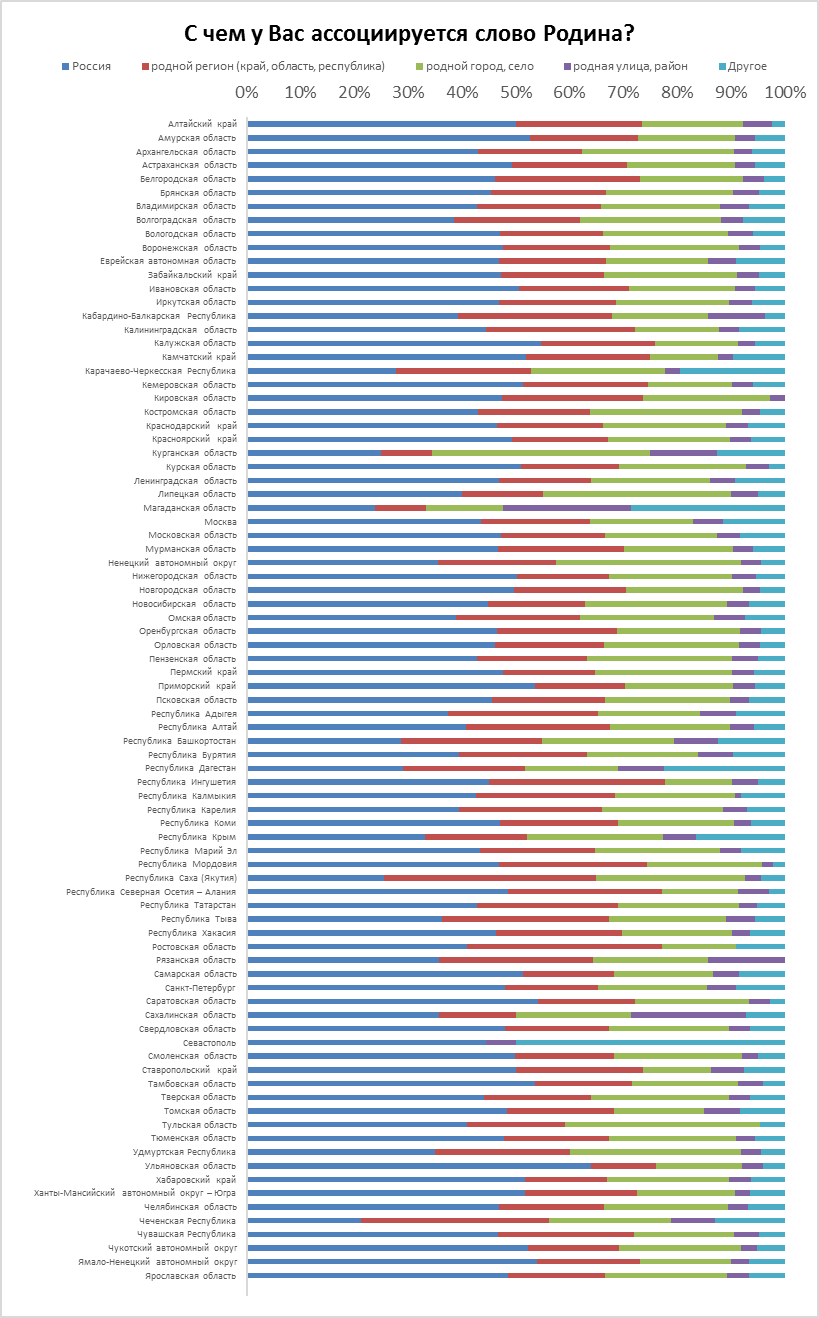 С чем у Вас ассоциируется слово Родина?
Россия родной регион (край, область, республика) родной город, село родная улица, район Другое
0% 10% 20% 30% 40% 50% 60% 70% 80% 90% 100%
Алтайский край
Амурская область
Архангельская область
Астраханская область
Белгородская область
Брянская область
Владимирская область
Волгоградская область
Вологодская область
Воронежская область
Еврейская автономная область
Забайкальский край
Ивановская область
Иркутская область
Кабардино-Балкарская Республика
Калининградская область
Калужская область
Камчатский край
Карачаево-Черкесская Республика
Кемеровская область
Кировская область
Костромская область
Краснодарский край
Красноярский край
Курганская область
Курская область
Ленинградская область
Липецкая область
Магаданская область
Москва
Московская область
Мурманская область
Ненецкий автономный округ
Нижегородская область
Новгородская область
Новосибирская область
Омская область
Оренбургская область
Орловская область
Пензенская область
Пермский край
Приморский край
Псковская область
Республика Адыгея
Республика Алтай
Республика Башкортостан
Республика Бурятия
Республика Дагестан
Республика Ингушетия
Республика Калмыкия
Республика Карелия
Республика Коми
Республика Крым
Республика Марий Эл
Республика Мордовия
Республика Саха (Якутия)
Республика Северная Осетия – Алания
Республика Татарстан
Республика Тыва
Республика Хакасия
Ростовская область
Рязанская область
Самарская область
Санкт-Петербург
Саратовская область
Сахалинская область
Свердловская область
Севастополь
Смоленская область
Ставропольский край
Тамбовская область
Тверская область
Томская область
Тульская область
Тюменская область
Удмуртская Республика
Ульяновская область
Хабаровский край
Ханты-Мансийский автономный округ – Югра
Челябинская область
Чеченская Республика
Чувашская Республика
Чукотский автономный округ
Ямало-Ненецкий автономный округ
Ярославская область